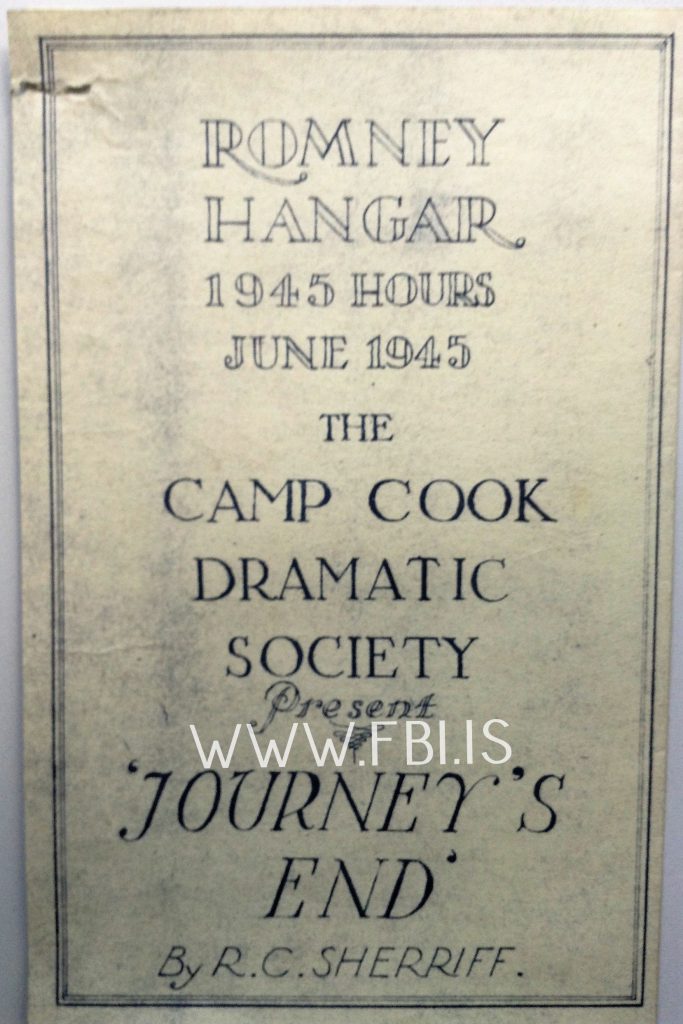 ROMNEY
HANGAR
1945 HOURS
JUNE 1945
THE
CAMP COOK
DRAMATIC
SOCIETY
Present
WWW.FBI.IS
'JOURNEY'S
END'
By R.C. SHERRIFF.